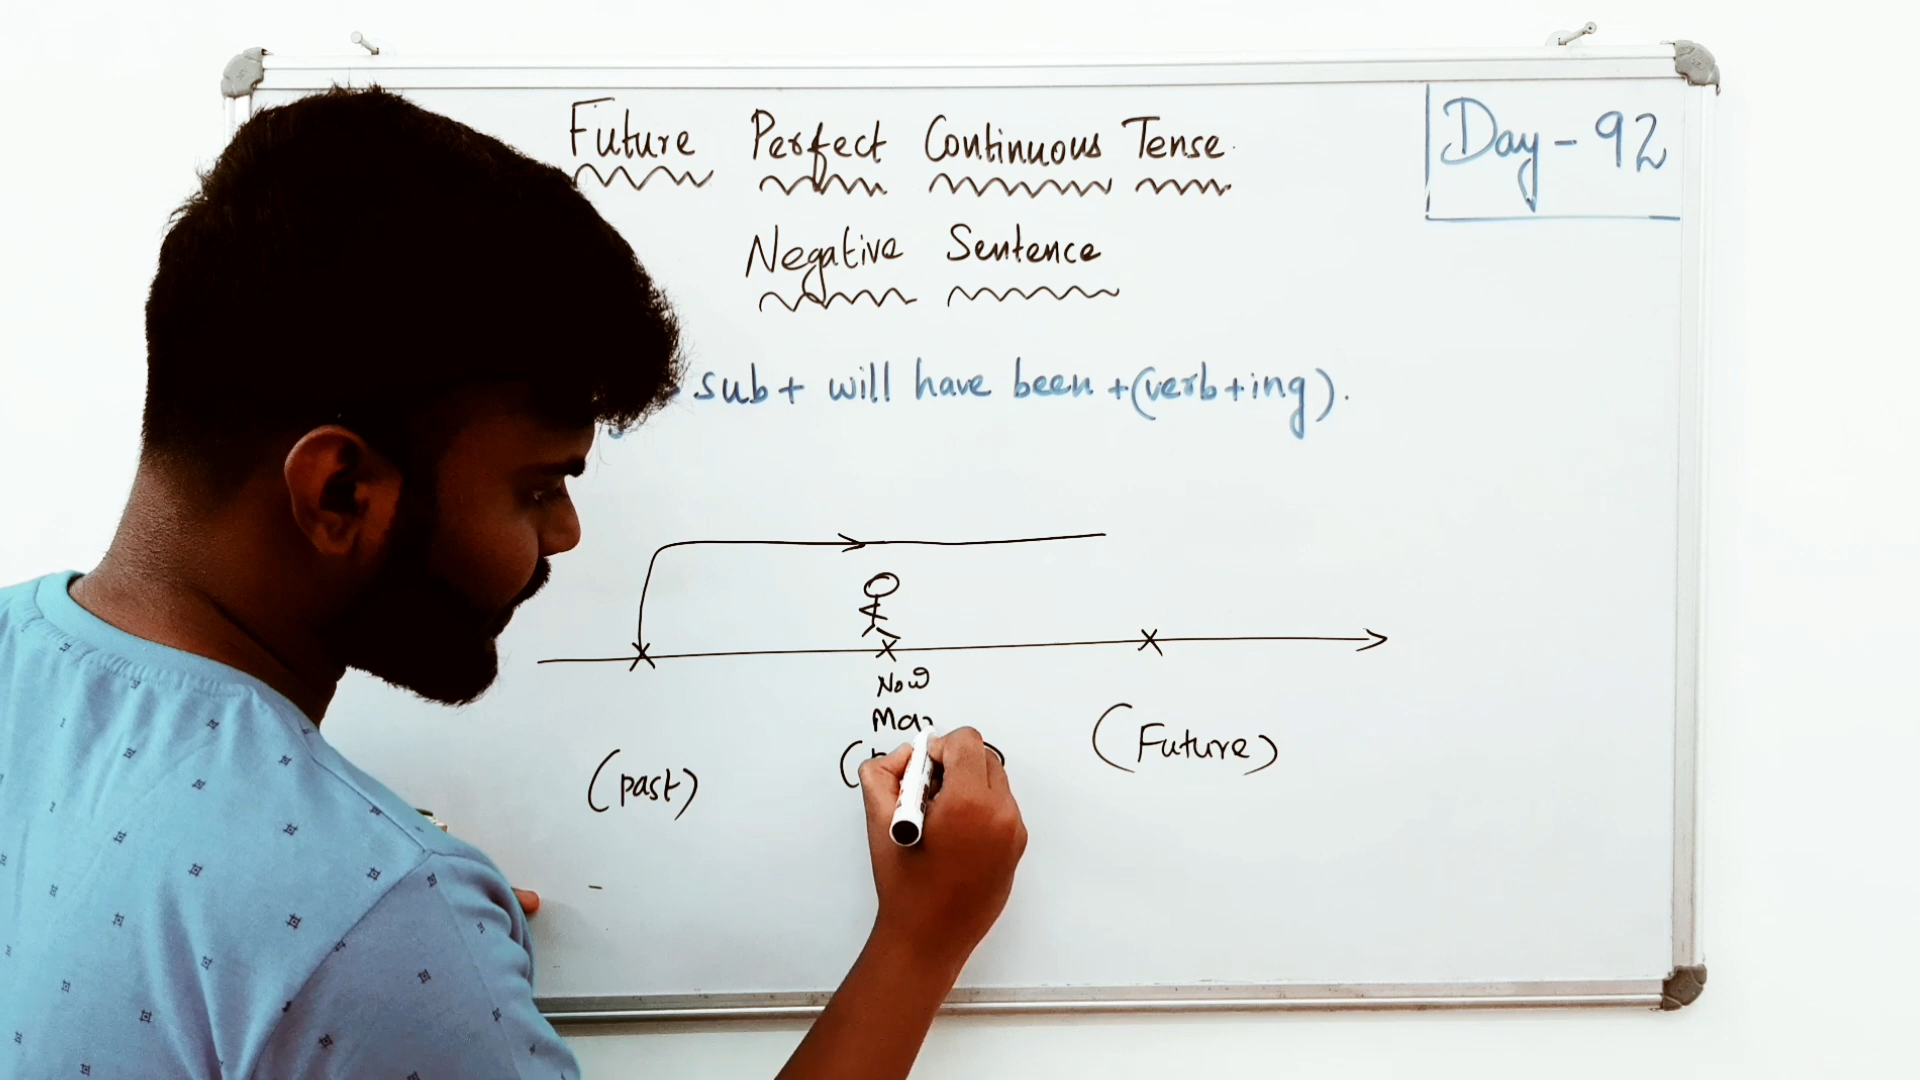 Future Perfect Continuous Tense.
Day - 92
Negative Sentence
sub + will have been + (verb+ing).
Now
(past)
(Future)